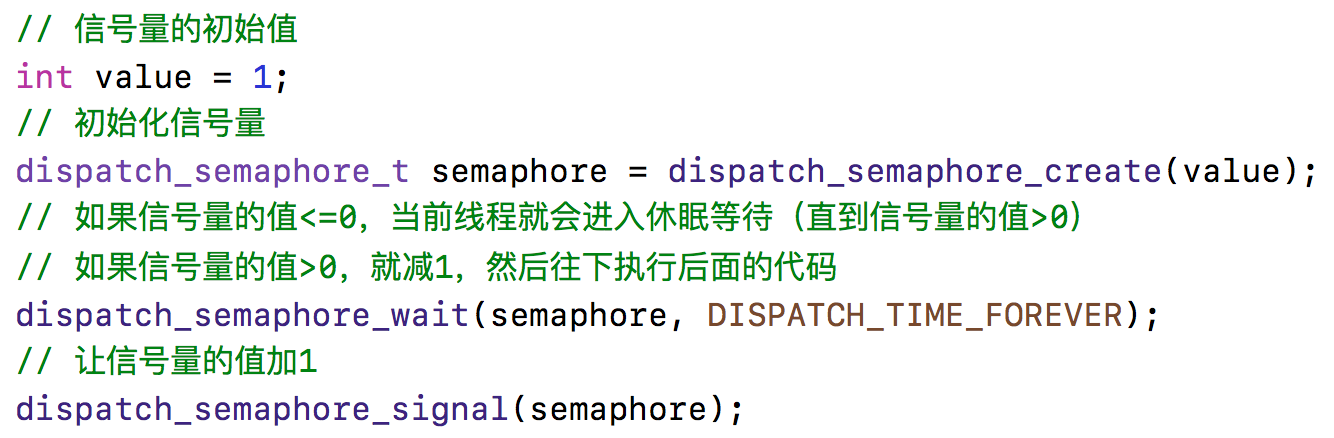 // 信号量的初始值
int value = 1;
// 初始化信号量
dispatch_semaphore_t semaphore = dispatch_semaphore_create(value);
// 如果信号量的值<=0，当前线程就会进入休眠等待（直到信号量的值>0）
// 如果信号量的值>0，就减1，然后往下执行后面的代码
dispatch_semaphore_wait(semaphore, DISPATCH_TIME_FOREVER);
// 让信号量的值加1
dispatch_semaphore_signal(semaphore);